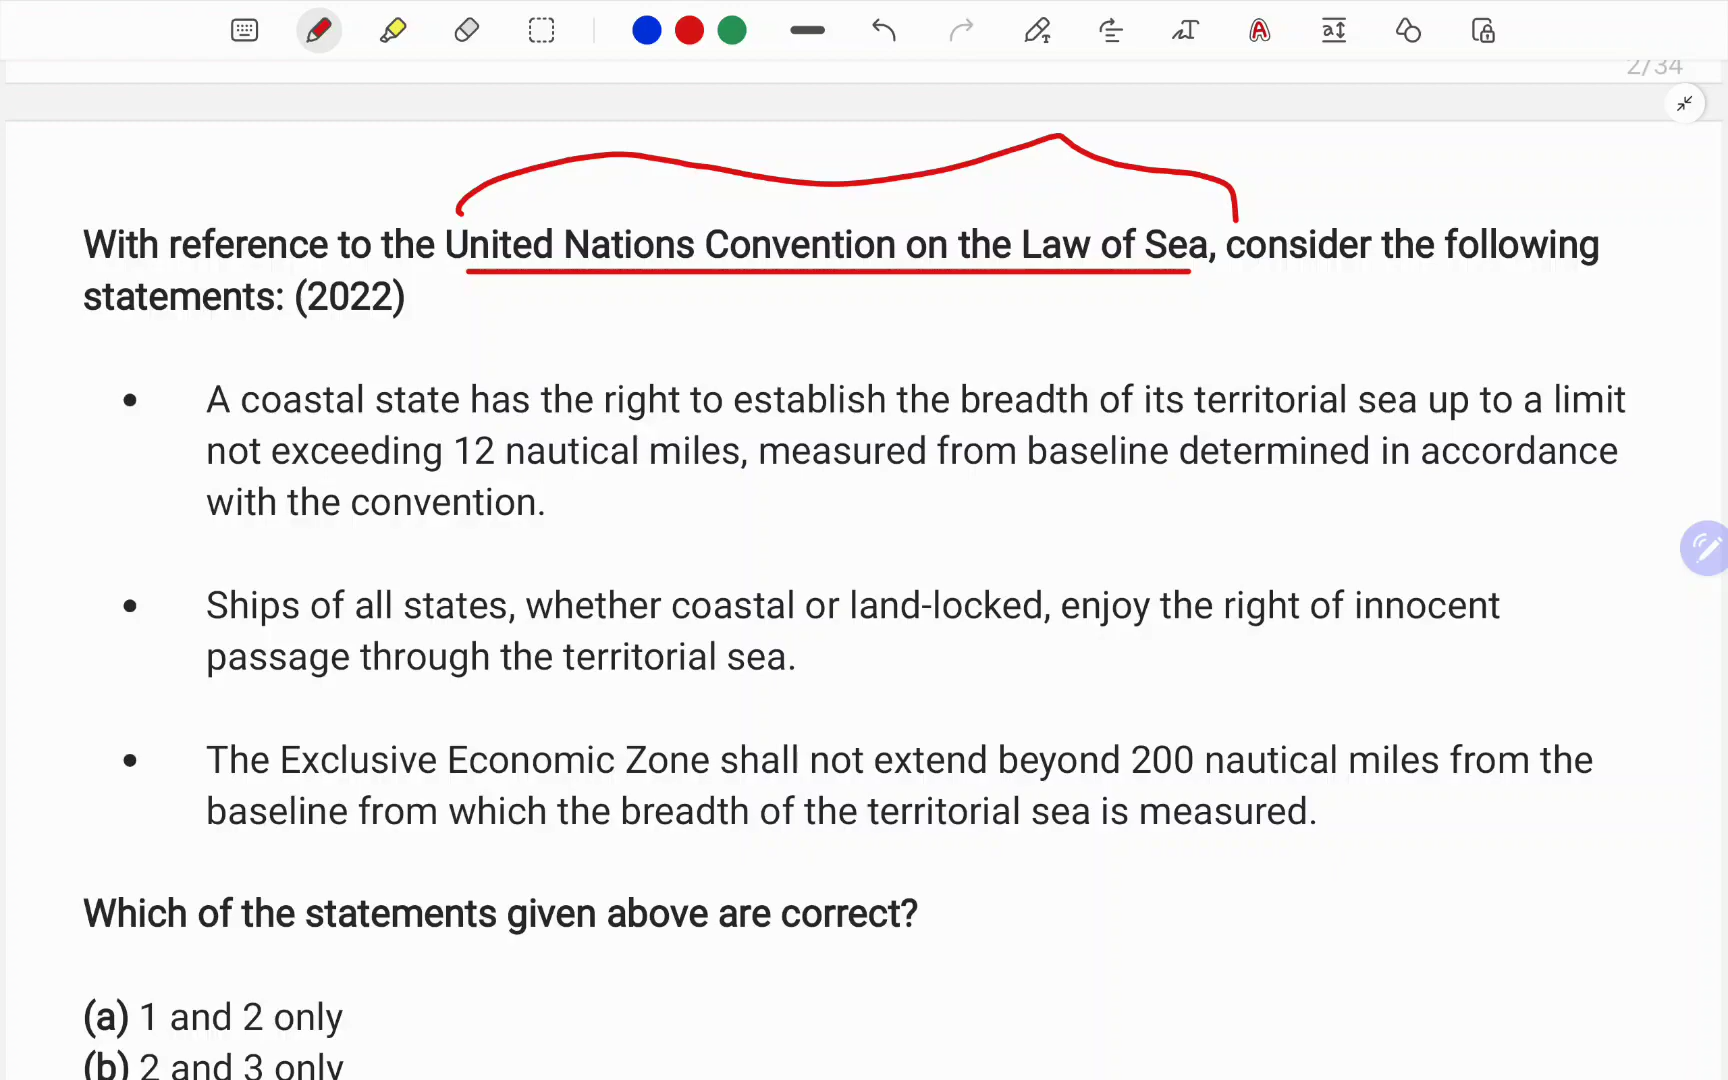 2/34
With reference to the United Nations Convention on the Law of Sea, consider the following
statements: (2022)
• A coastal state has the right to establish the breadth of its territorial sea up to a limit
not exceeding 12 nautical miles, measured from baseline determined in accordance
with the convention.
• Ships of all states, whether coastal or land-locked, enjoy the right of innocent
passage through the territorial sea.
• The Exclusive Economic Zone shall not extend beyond 200 nautical miles from the
baseline from which the breadth of the territorial sea is measured.
Which of the statements given above are correct?
(a) 1 and 2 only
(b) 2 and 3 only